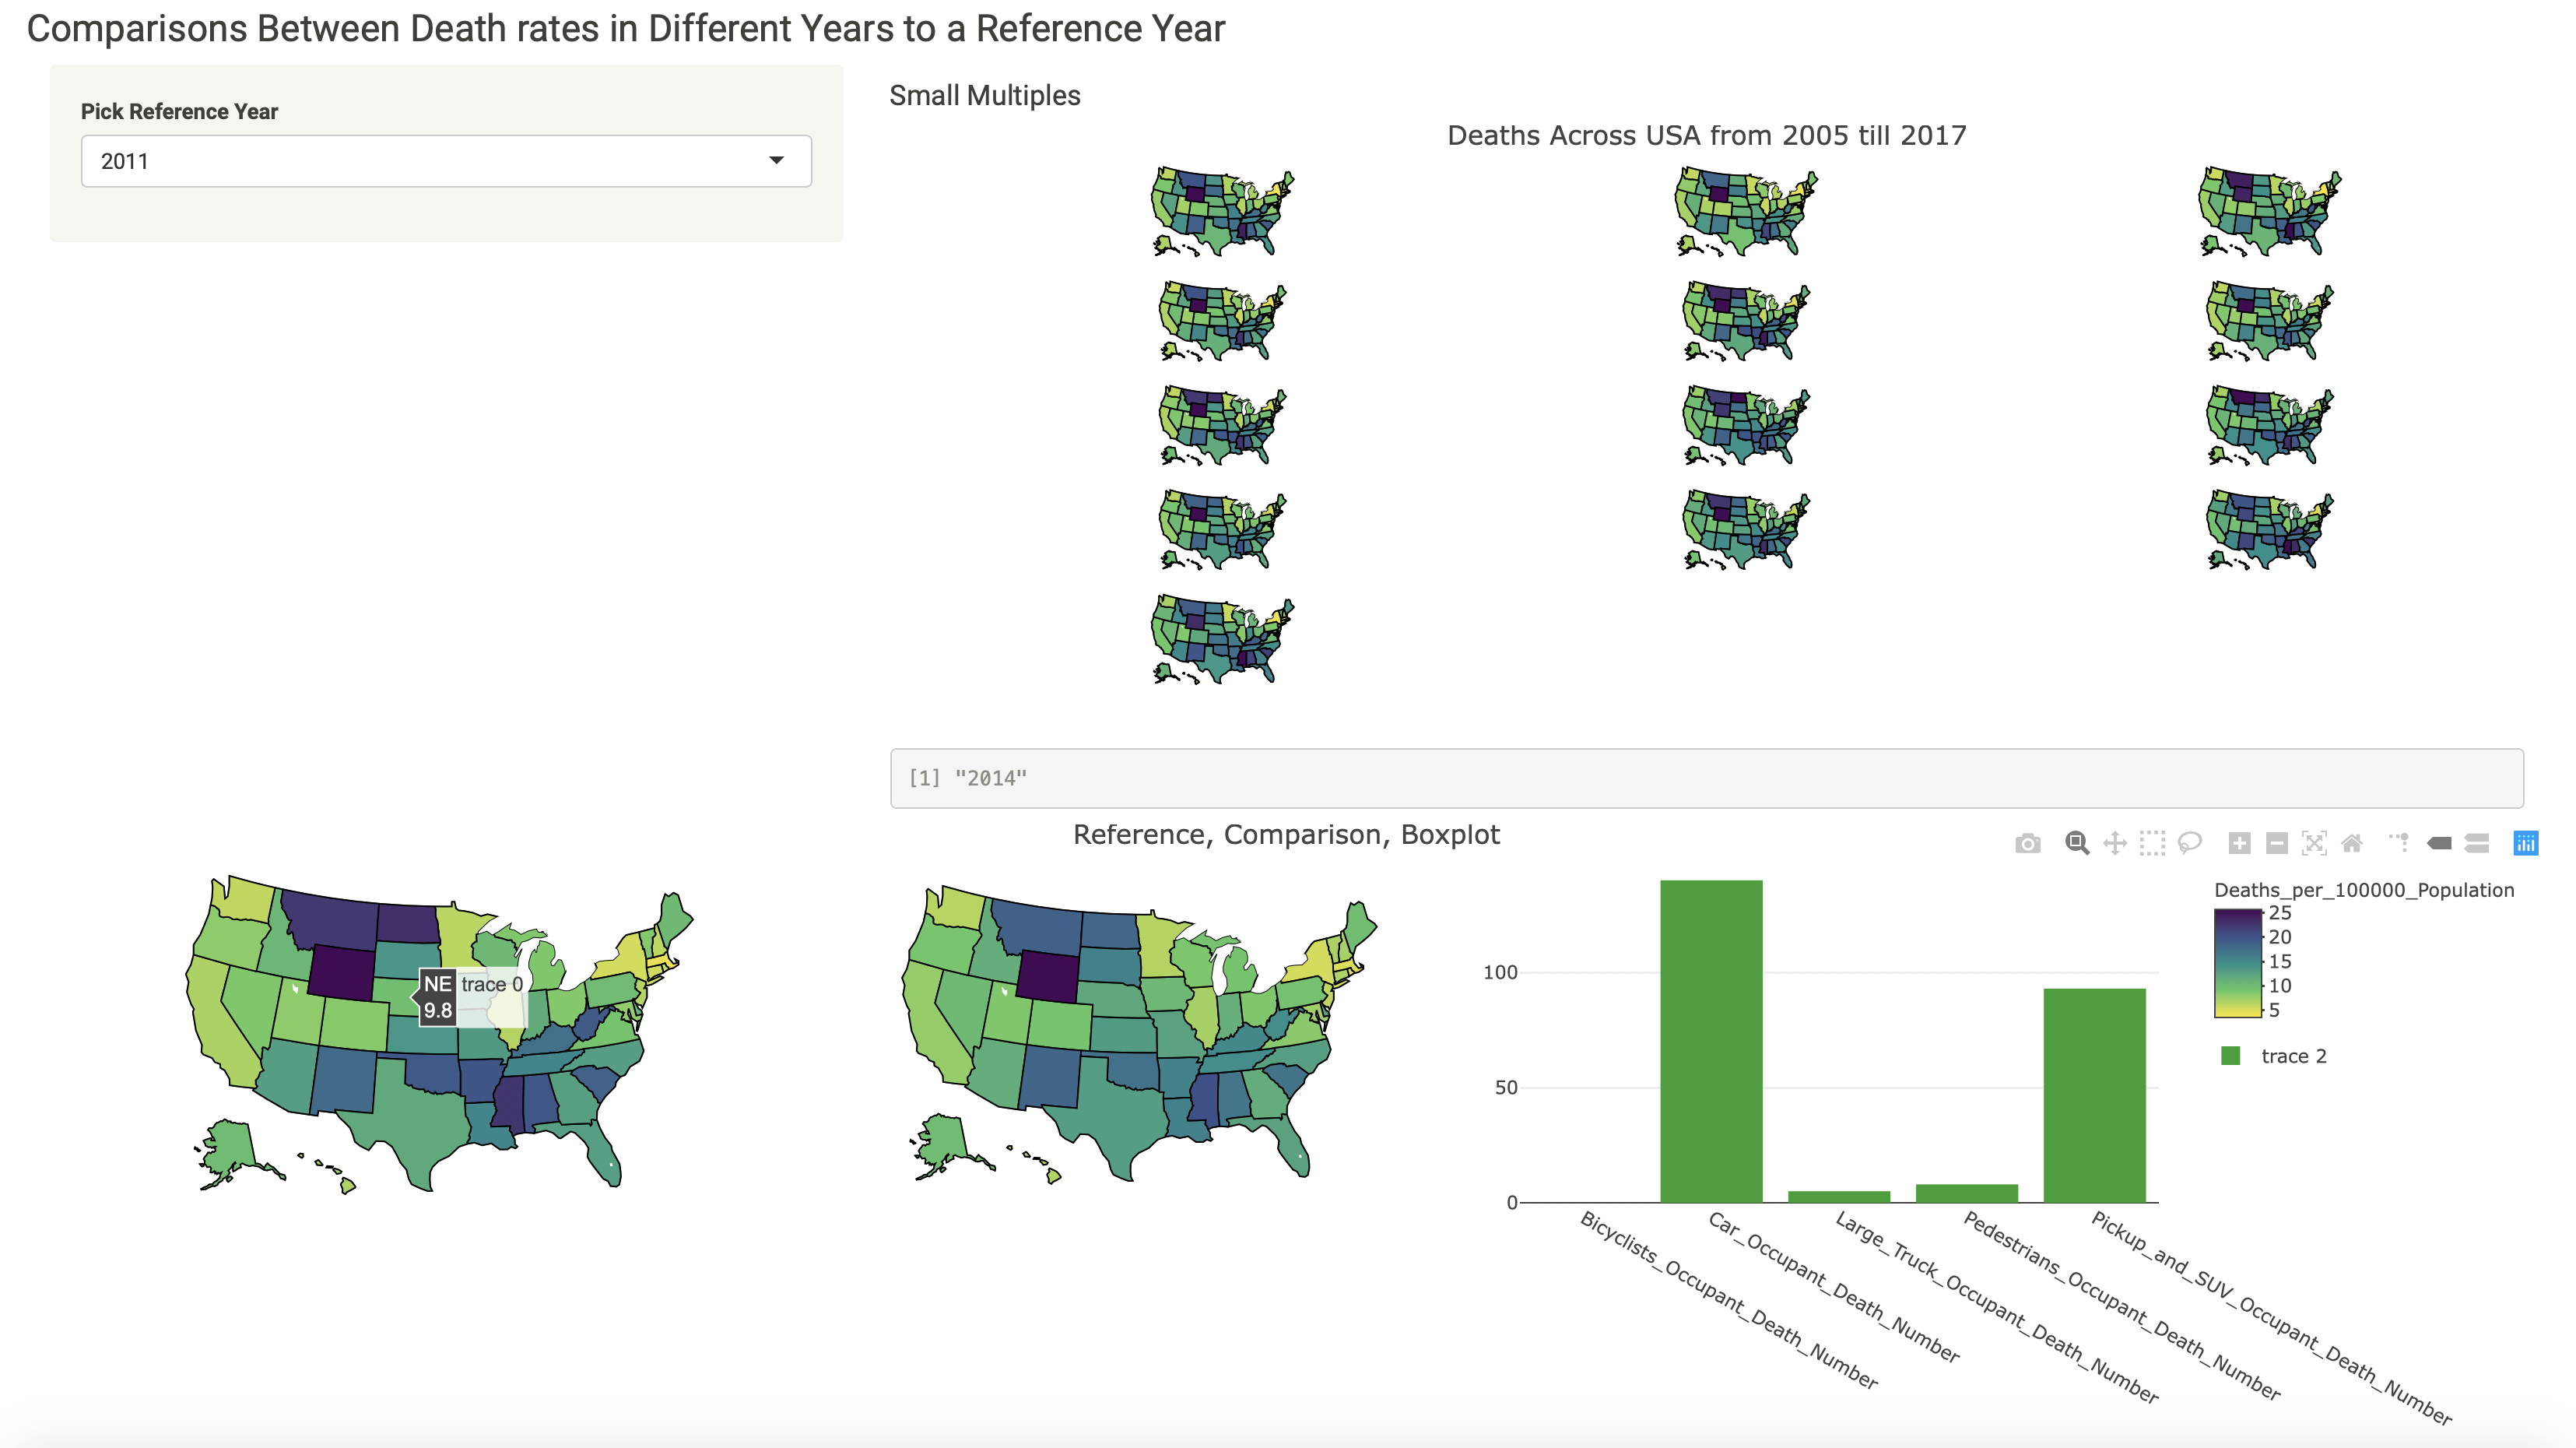 Comparisons Between Death rates in Different Years to a Reference Year
Pick Reference Year
2011
Small Multiples
Deaths Across USA from 2005 till 2017
[1] "2014"
Reference, Comparison, Boxplot
NE trace 0
9.8
100
50
0
Bicyclists_Occupant_Death_Number
Car_Occupant_Death_Number
Large_Truck_Occupant_Death_Number
Pedestrians_Occupant_Death_Number
Pickup_and_SUV_Occupant_Death_Number
Deaths_per_100000_Population
25
20
15
10
5
trace 2